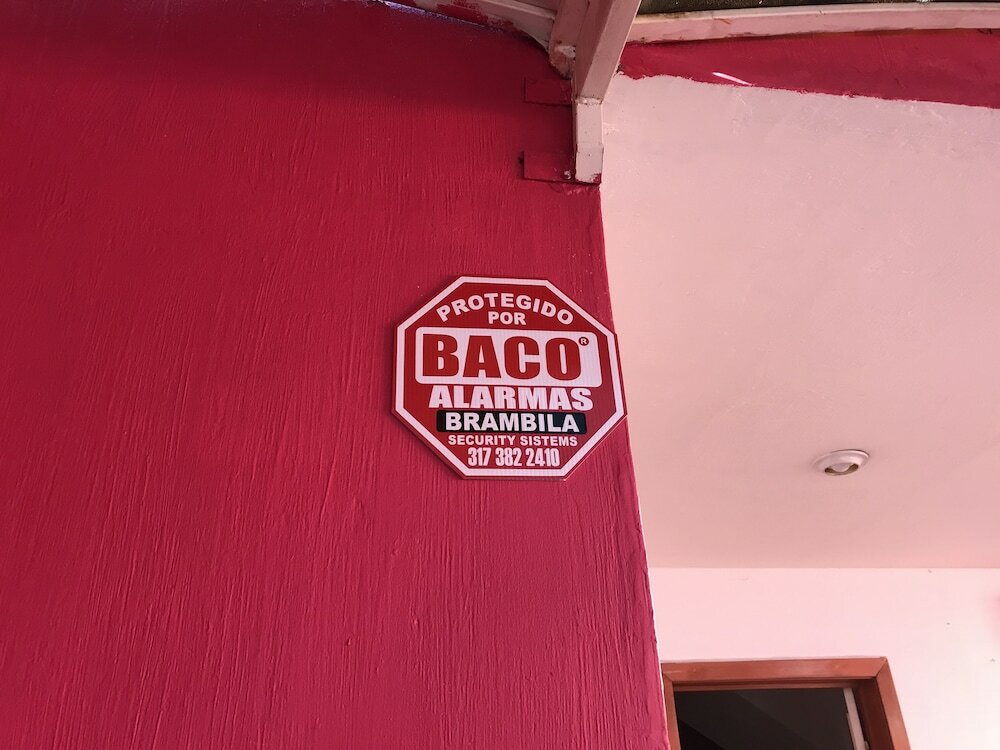 PROTEGIDO
POR
BACO®
ALARMAS
BRAMBILA
SECURITY SISTEMS
317 382 2410